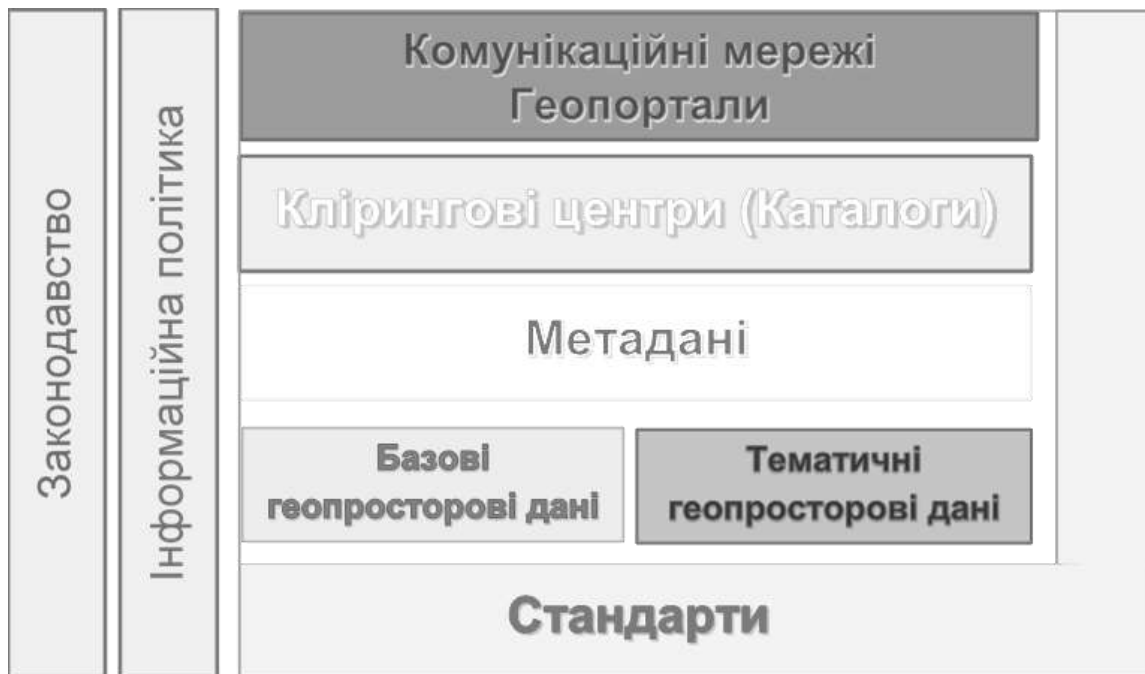 Законодавство
Інформаційна політика
Комунікаційні мережі
Геопортали
Клірингові центри (Каталоги)
Метадані
Базові
геопросторові дані
Тематичні
геопросторові дані
Стандарти